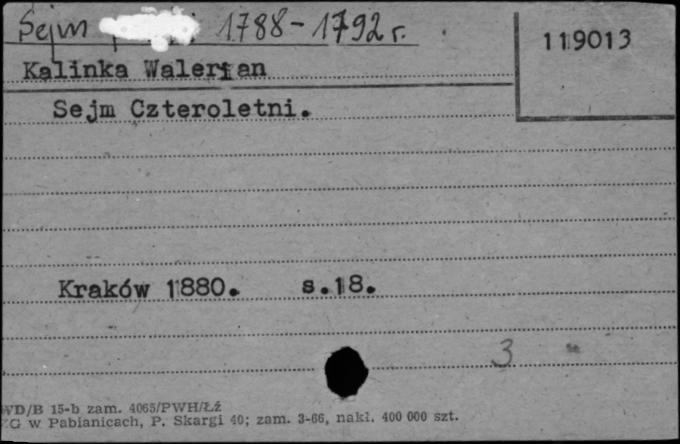 Sejm 1788-1792 r.
119013
Kalinka Walerian
Sejm Czteroletni.
Kraków 1880. s.18.
3
WD/B 15-b zam. 4065/PWH/Łź
ZG w Pabianicach, P. Skargi 40; zam. 3-66, nakł. 400 000 szt.